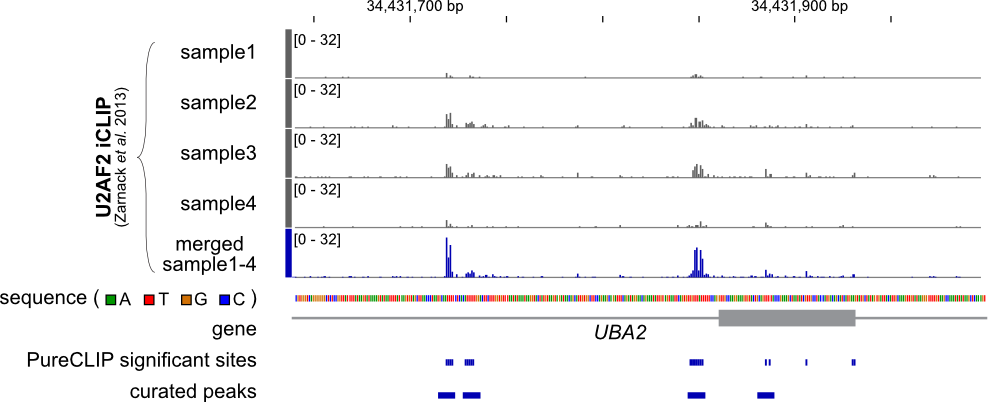 34,431,700 bp 34,431,900 bp
U2AF2 iCLIP
(Zarnack et al. 2013)
sample1 [0 - 32]
sample2 [0 - 32]
sample3 [0 - 32]
sample4 [0 - 32]
merged
sample1-4 [0 - 32]
sequence ( A T G C )
gene UBA2
PureCLIP significant sites
curated peaks